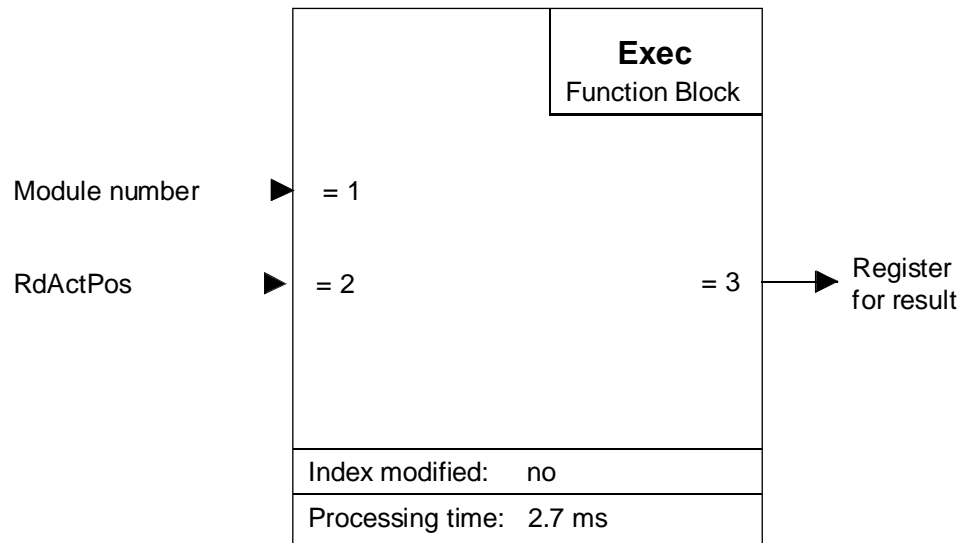 Exec
Function Block
Module number
= 1
RdActPos
= 2
= 3
Register
for result
Index modified: no
Processing time: 2.7 ms